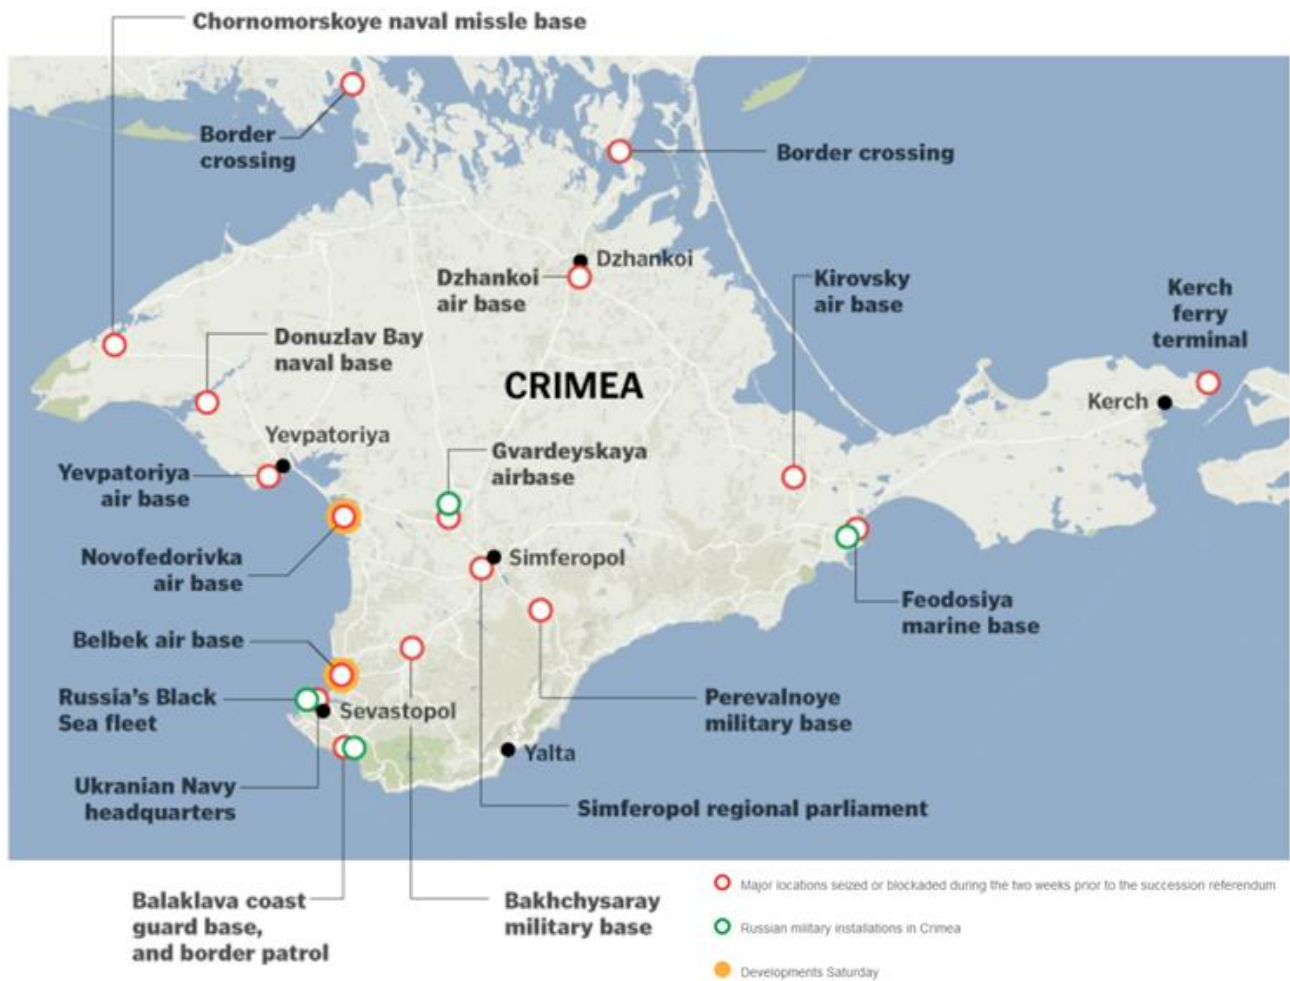 Chornomorskoye naval missle base
Border
crossing
Border crossing
Dzhankoi
Dzhankoi
air base
Kirovsky
air base
Kerch
ferry
terminal
Donuzlav Bay
naval base
CRIMEA
Kerch
Yevpatoriya
Gvardeyskaya
airbase
Yevpatoriya
air base
Novofedorivka
air base
Simferopol
Feodosiya
marine base
Belbek air base
Russia's Black
Sea fleet
Sevastopol
Perevalnoye
military base
Yalta
Ukranian Navy
headquarters
Simferopol regional parliament
Balaklava coast
guard base,
and border patrol
Bakhchysaray
military base
Major locations seized or blockaded during the two weeks prior to the succession referendum
Russian military installations in Crimea
Developments Saturday